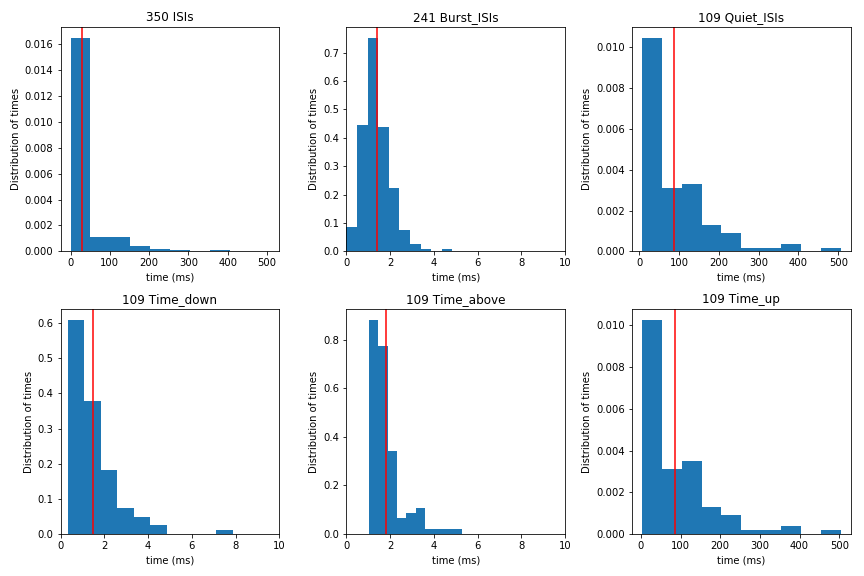 350 ISIs
241 Burst_ISIs
109 Quiet_ISIs
Distribution of times
0.016
0.014
0.012
0.010
0.008
0.006
0.004
0.002
0.000
0 100 200 300 400 500
time (ms)
Distribution of times
0.7
0.6
0.5
0.4
0.3
0.2
0.1
0.0
0 2 4 6 8 10
time (ms)
Distribution of times
0.010
0.008
0.006
0.004
0.002
0.000
0 100 200 300 400 500
time (ms)
109 Time_down
109 Time_above
109 Time_up
Distribution of times
0.6
0.5
0.4
0.3
0.2
0.1
0.0
0 2 4 6 8 10
time (ms)
Distribution of times
0.8
0.6
0.4
0.2
0.0
0 2 4 6 8 10
time (ms)
Distribution of times
0.010
0.008
0.006
0.004
0.002
0.000
0 100 200 300 400 500
time (ms)